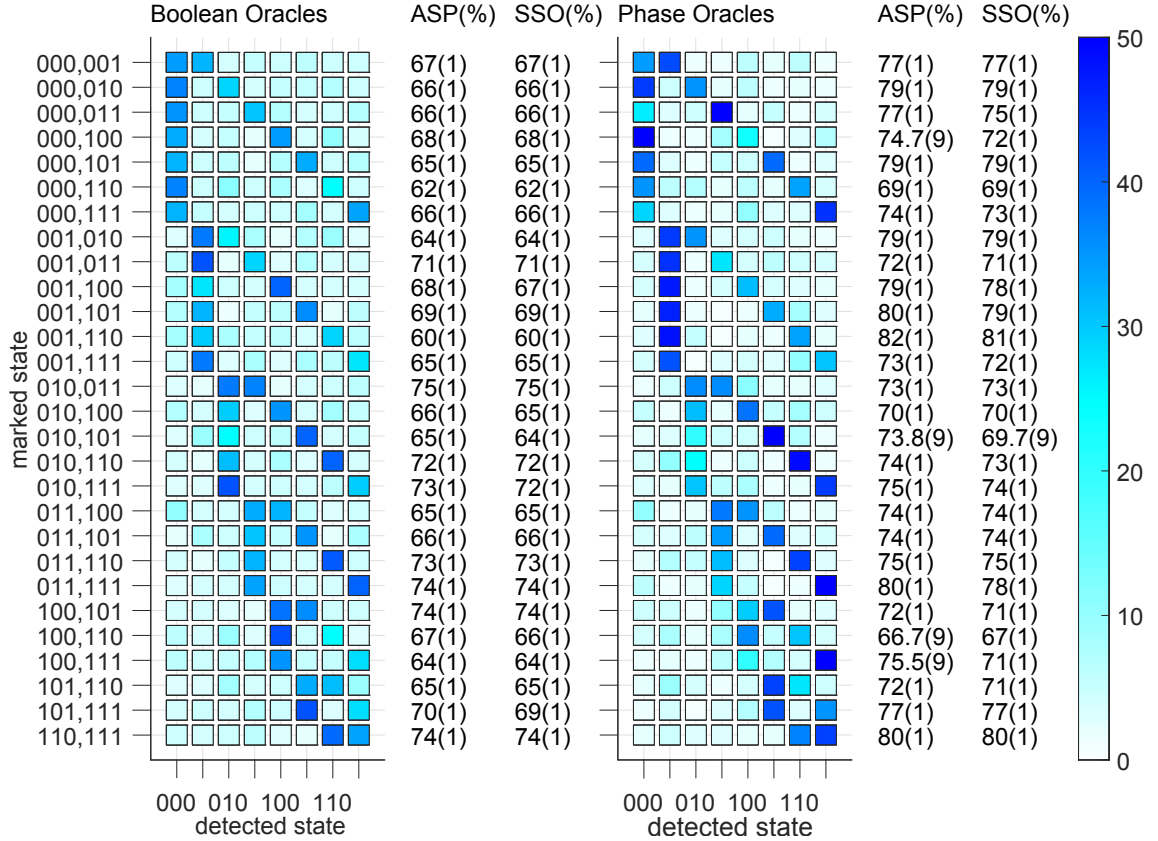 Boolean Oracles ASP(%) SSO(%) Phase Oracles ASP(%) SSO(%)
50
000,001 67(1) 67(1) 77(1) 77(1)
000,010 66(1) 66(1) 79(1) 79(1)
000,011 66(1) 66(1) 77(1) 75(1)
000,100 68(1) 68(1) 74.7(9) 72(1)
000,101 65(1) 65(1) 79(1) 79(1)
40
000,110 62(1) 62(1) 69(1) 69(1)
000,111 66(1) 66(1) 74(1) 73(1)
001,010 64(1) 64(1) 79(1) 79(1)
001,011 71(1) 71(1) 72(1) 71(1)
001,100 68(1) 67(1) 79(1) 78(1)
001,101 69(1) 69(1) 80(1) 79(1)
30
001,110 60(1) 60(1) 82(1) 81(1)
001,111 65(1) 65(1) 73(1) 72(1)
010,011 75(1) 75(1) 73(1) 73(1)
010,100 66(1) 65(1) 70(1) 70(1)
marked state
010,101 65(1) 64(1) 73.8(9) 69.7(9)
010,110 72(1) 72(1) 74(1) 73(1)
20
010,111 73(1) 72(1) 75(1) 74(1)
011,100 65(1) 65(1) 74(1) 74(1)
011,101 66(1) 66(1) 74(1) 74(1)
011,110 73(1) 73(1) 75(1) 75(1)
011,111 74(1) 74(1) 80(1) 78(1)
100,101 74(1) 74(1) 72(1) 71(1)
10
100,110 67(1) 66(1) 66.7(9) 67(1)
100,111 64(1) 64(1) 75.5(9) 71(1)
101,110 65(1) 65(1) 72(1) 71(1)
101,111 70(1) 69(1) 77(1) 77(1)
110,111 74(1) 74(1) 80(1) 80(1)
0
000 010 100 110 000 010 100 110
detected state detected state